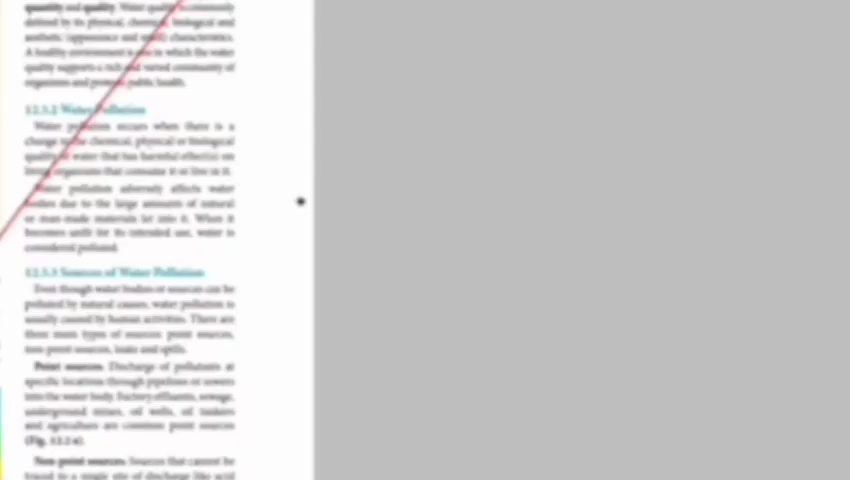 quantity and quality. Water quality is commonly
defined by its physical, chemical, biological and
aesthetic (appearance and smell) characteristics.
A healthy environment is one in which the water
quality supports a rich and varied community of
organisms and protects public health.
12.3.2 Water Pollution
Water pollution occurs when there is a
change in the chemical, physical or biological
quality of water that has harmful effect(s) on
living organisms that consume it or live in it.
Water pollution adversely affects water
bodies due to the large amounts of natural
or man-made materials let into it. When it
becomes unfit for its intended use, water is
considered polluted.
12.3.3 Sources of Water Pollution
Even though water bodies or sources can be
polluted by natural causes, water pollution is
usually caused by human activities. There are
three main types of sources: point sources,
non-point sources, leaks and spills.
Point sources: Discharge of pollutants at
specific locations through pipelines or sewers
into the water body. Factory effluents, sewage,
underground mines, oil wells, oil tankers
and agriculture are common point sources
(Fig. 12.2 a).
Non-point sources: Sources that cannot be
traced to a single site of discharge like acid